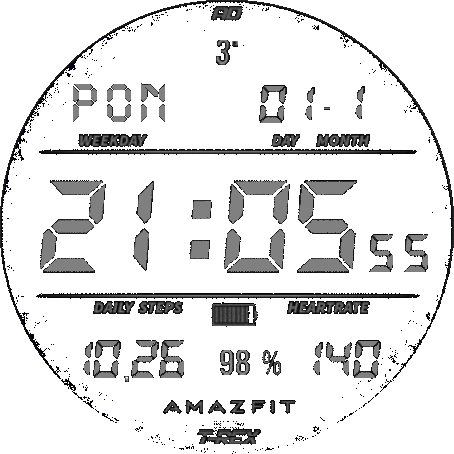 3°
POM 01-1
WEEKDAY DAY MONTH
21:05 55
DAILY STEPS HEARTRATE
10,26 98 % 140
AMAZFIT
T-REX